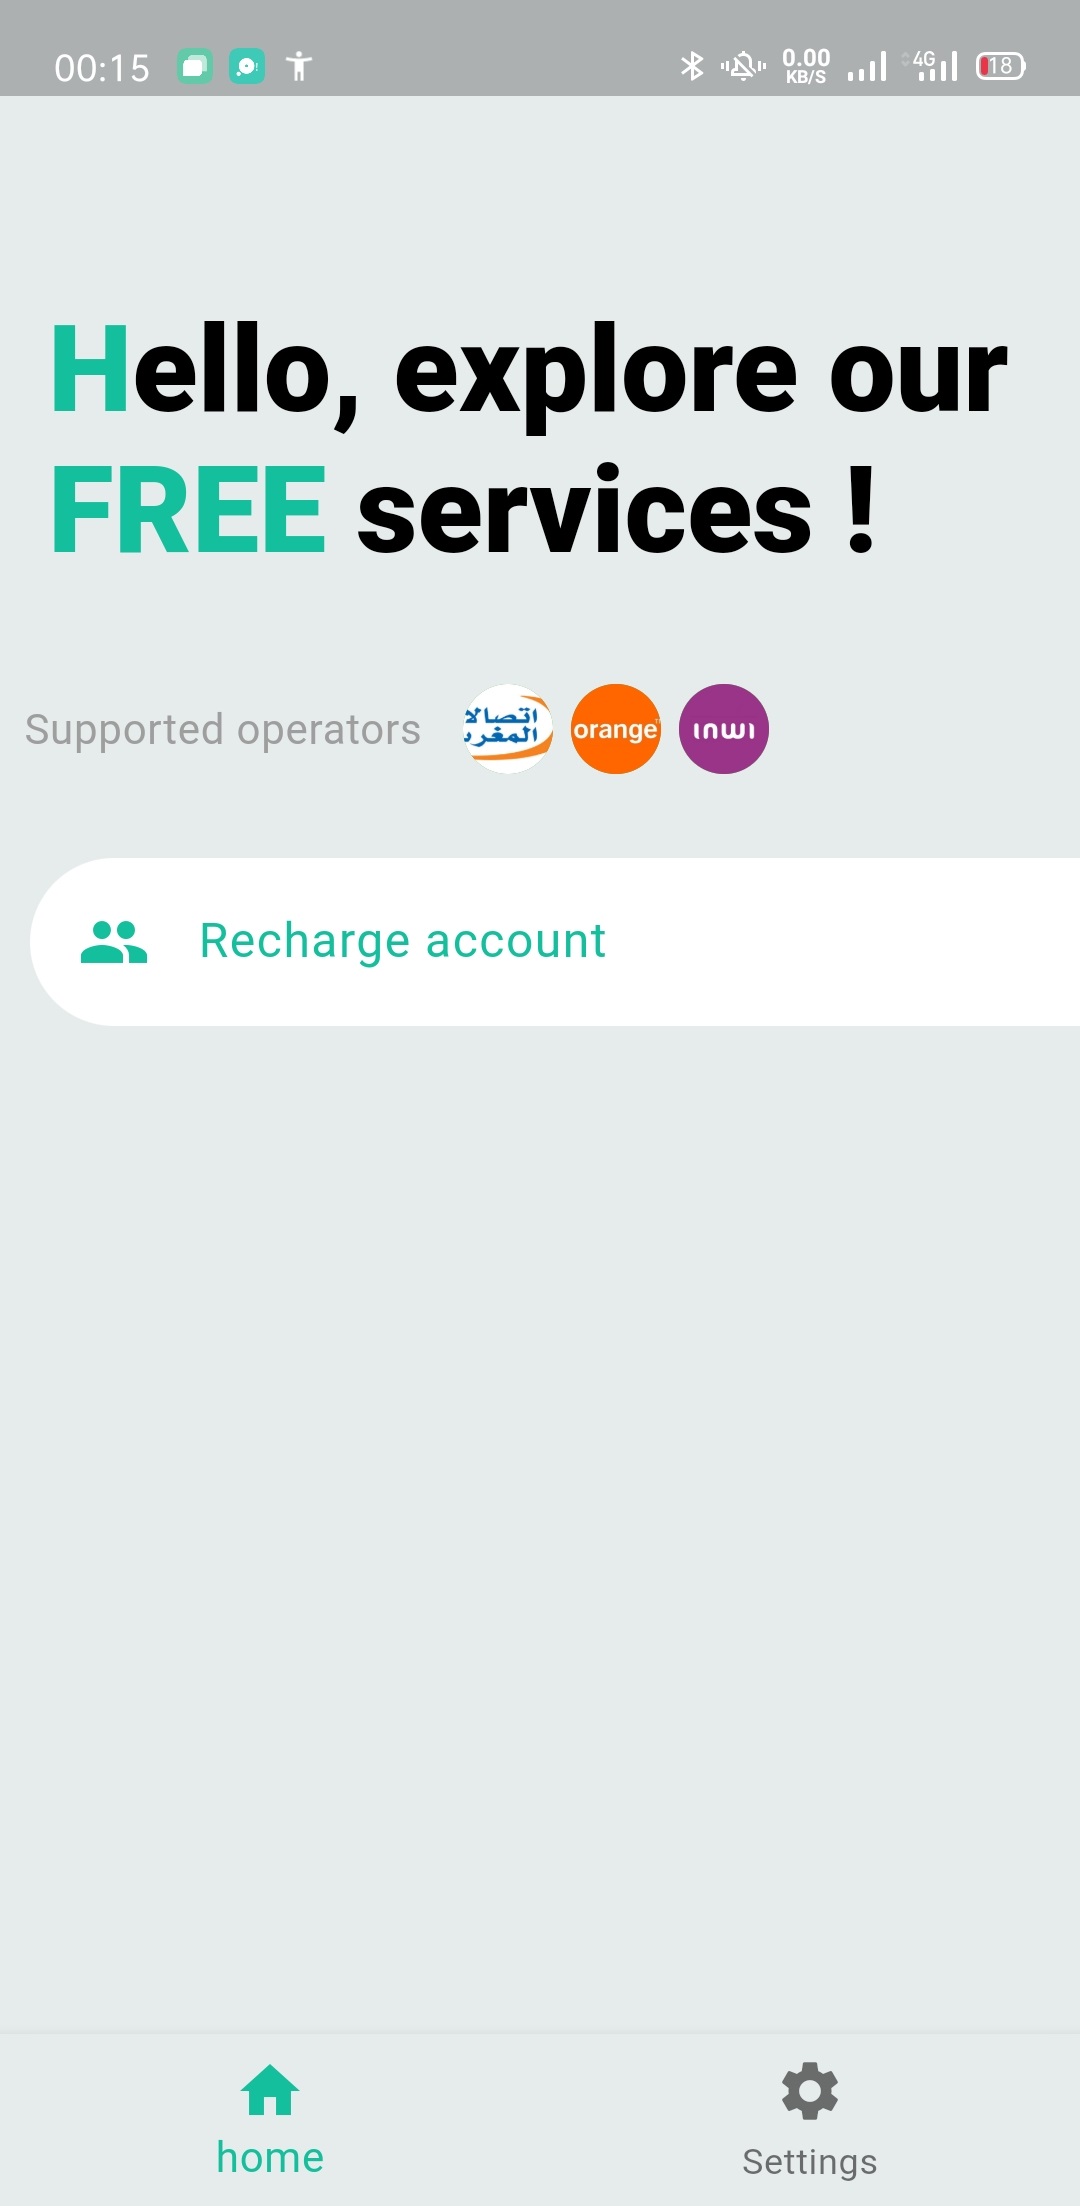 00:15
0.00
KB/S
4G
18
Hello, explore our
FREE services !
Supported operators
اتصالا
المغرب
orange
inwi
Recharge account
home
Settings